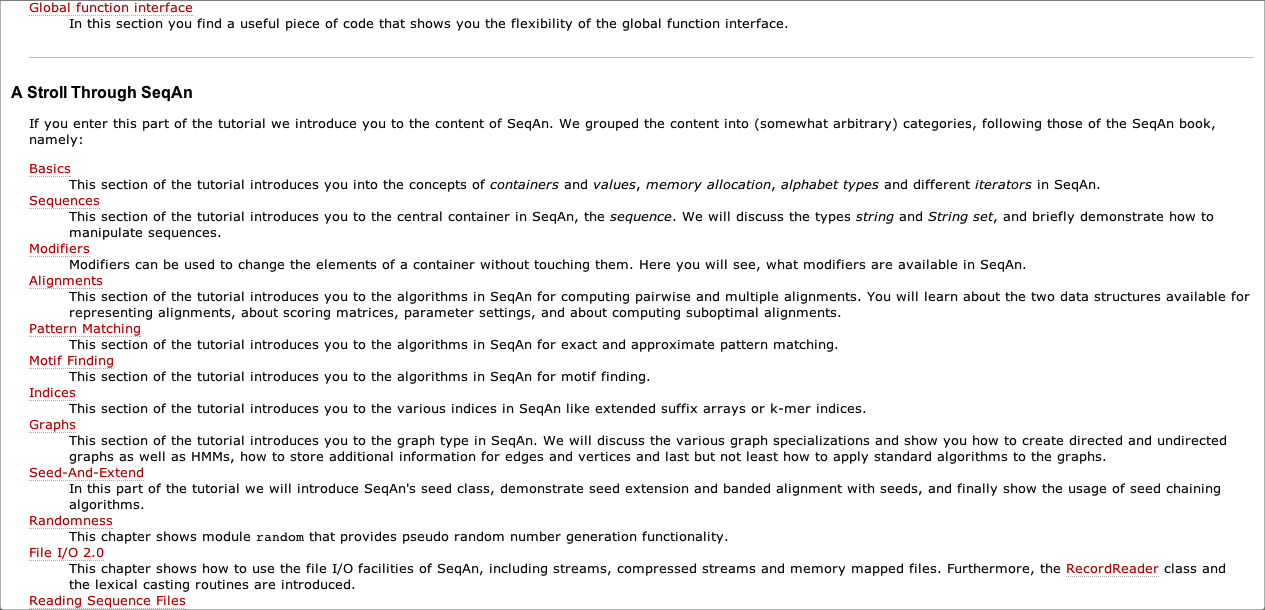 Global function interface
In this section you find a useful piece of code that shows you the flexibility of the global function interface.
A Stroll Through SeqAn
If you enter this part of the tutorial we introduce you to the content of SeqAn. We grouped the content into (somewhat arbitrary) categories, following those of the SeqAn book,
namely:
Basics
This section of the tutorial introduces you into the concepts of containers and values, memory allocation, alphabet types and different iterators in SeqAn.
Sequences
This section of the tutorial introduces you to the central container in SeqAn, the sequence. We will discuss the types string and String set, and briefly demonstrate how to
manipulate sequences.
Modifiers
Modifiers can be used to change the elements of a container without touching them. Here you will see, what modifiers are available in SeqAn.
Alignments
This section of the tutorial introduces you to the algorithms in SeqAn for computing pairwise and multiple alignments. You will learn about the two data structures available for
representing alignments, about scoring matrices, parameter settings, and about computing suboptimal alignments.
Pattern Matching
This section of the tutorial introduces you to the algorithms in SeqAn for exact and approximate pattern matching.
Motif Finding
This section of the tutorial introduces you to the algorithms in SeqAn for motif finding.
Indices
This section of the tutorial introduces you to the various indices in SeqAn like extended suffix arrays or k-mer indices.
Graphs
This section of the tutorial introduces you to the graph type in SeqAn. We will discuss the various graph specializations and show you how to create directed and undirected
graphs as well as HMMs, how to store additional information for edges and vertices and last but not least how to apply standard algorithms to the graphs.
Seed-And-Extend
In this part of the tutorial we will introduce SeqAn's seed class, demonstrate seed extension and banded alignment with seeds, and finally show the usage of seed chaining
algorithms.
Randomness
This chapter shows module random that provides pseudo random number generation functionality.
File I/O 2.0
This chapter shows how to use the file I/O facilities of SeqAn, including streams, compressed streams and memory mapped files. Furthermore, the RecordReader class and
the lexical casting routines are introduced.
Reading Sequence Files